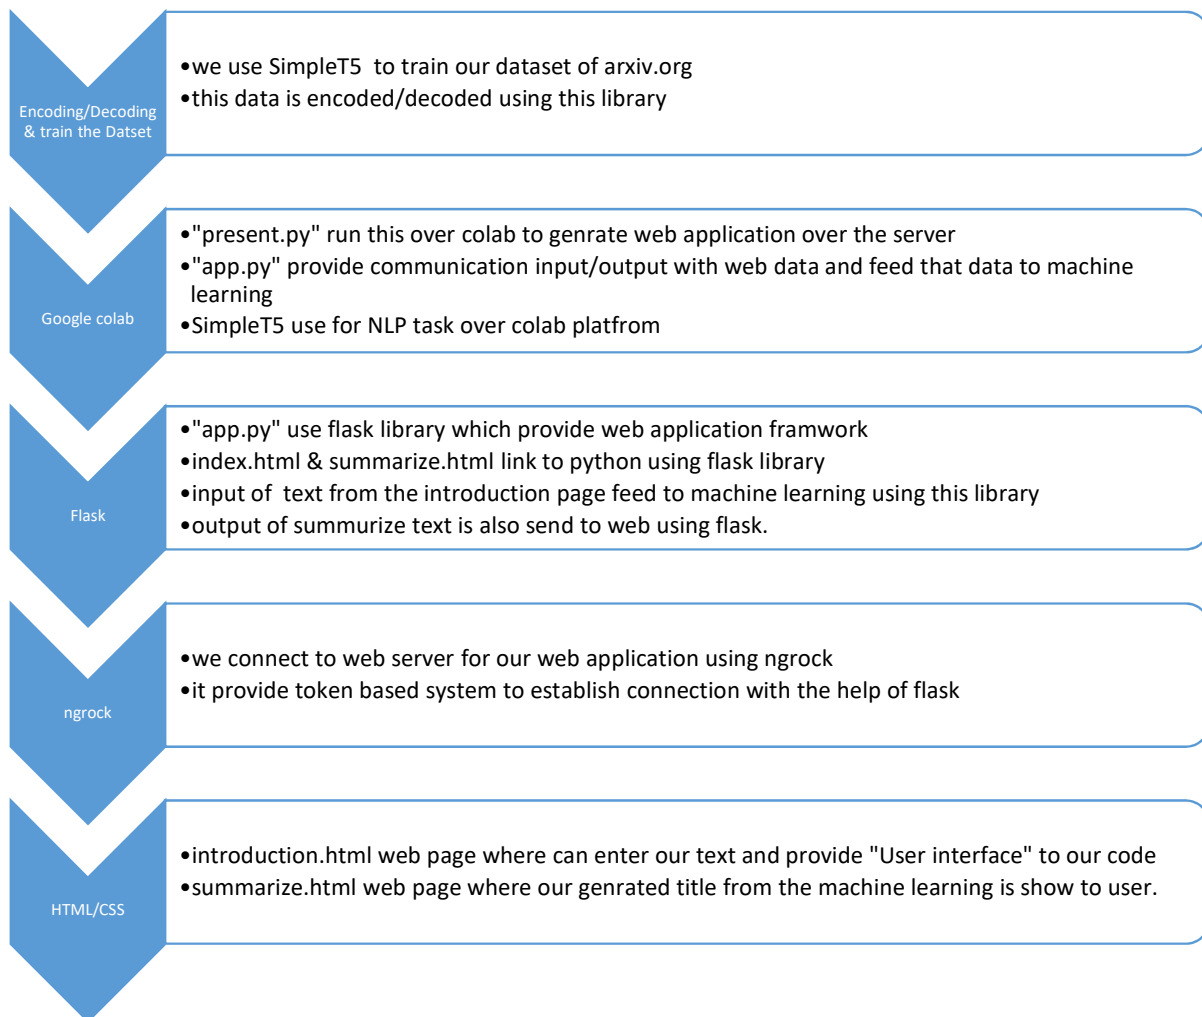 Encoding/Decoding
& train the Datset
•we use SimpleT5  to train our dataset of arxiv.org
•this data is encoded/decoded using this library
Google colab
•"present.py" run this over colab to genrate web application over the server
•"app.py" provide communication input/output with web data and feed that data to machine
learning
•SimpleT5 use for NLP task over colab platfrom
Flask
•"app.py" use flask library which provide web application framwork
•index.html & summarize.html link to python using flask library
•input of  text from the introduction page feed to machine learning using this library
•output of summurize text is also send to web using flask.
ngrock
•we connect to web server for our web application using ngrock
•it provide token based system to establish connection with the help of flask
HTML/CSS
•introduction.html web page where can enter our text and provide "User interface" to our code
•summarize.html web page where our genrated title from the machine learning is show to user.